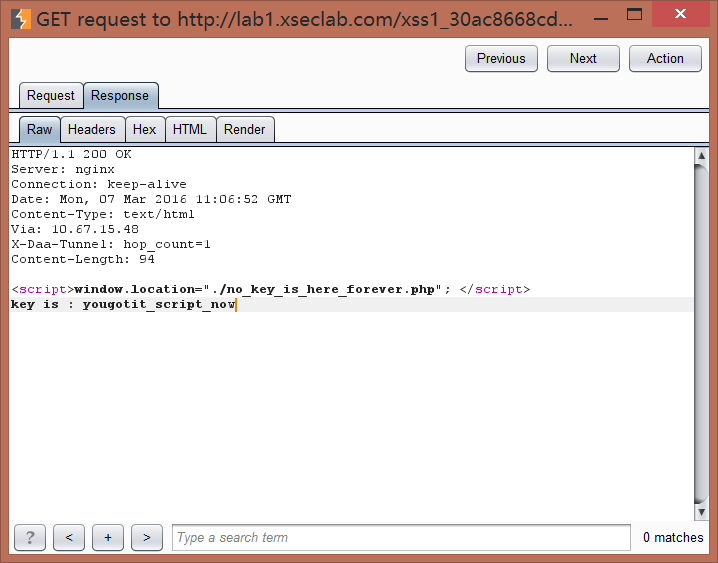 GET request to http://lab1.xseclab.com/xss1_30ac8668cd...
Previous Next Action
Request Response
Raw Headers Hex HTML Render
HTTP/1.1 200 OK
Server: nginx
Connection: keep-alive
Date: Mon, 07 Mar 2016 11:06:52 GMT
Content-Type: text/html
Via: 10.67.15.48
X-Daa-Tunnel: hop_count=1
Content-Length: 94
<script>window.location="./no_key_is_here_forever.php"; </script>
key is : yougotit_script_now
? < + > Type a search term 0 matches